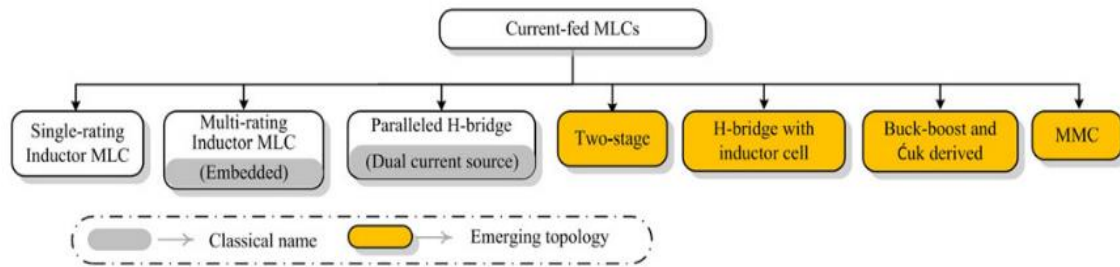 Current-fed MLCs
Single-rating
Inductor MLC
Multi-rating
Inductor MLC
(Embedded)
Paralleled H-bridge
(Dual current source)
Two-stage
H-bridge with
inductor cell
Buck-boost and
Ćuk derived
MMC
Classical name
Emerging topology